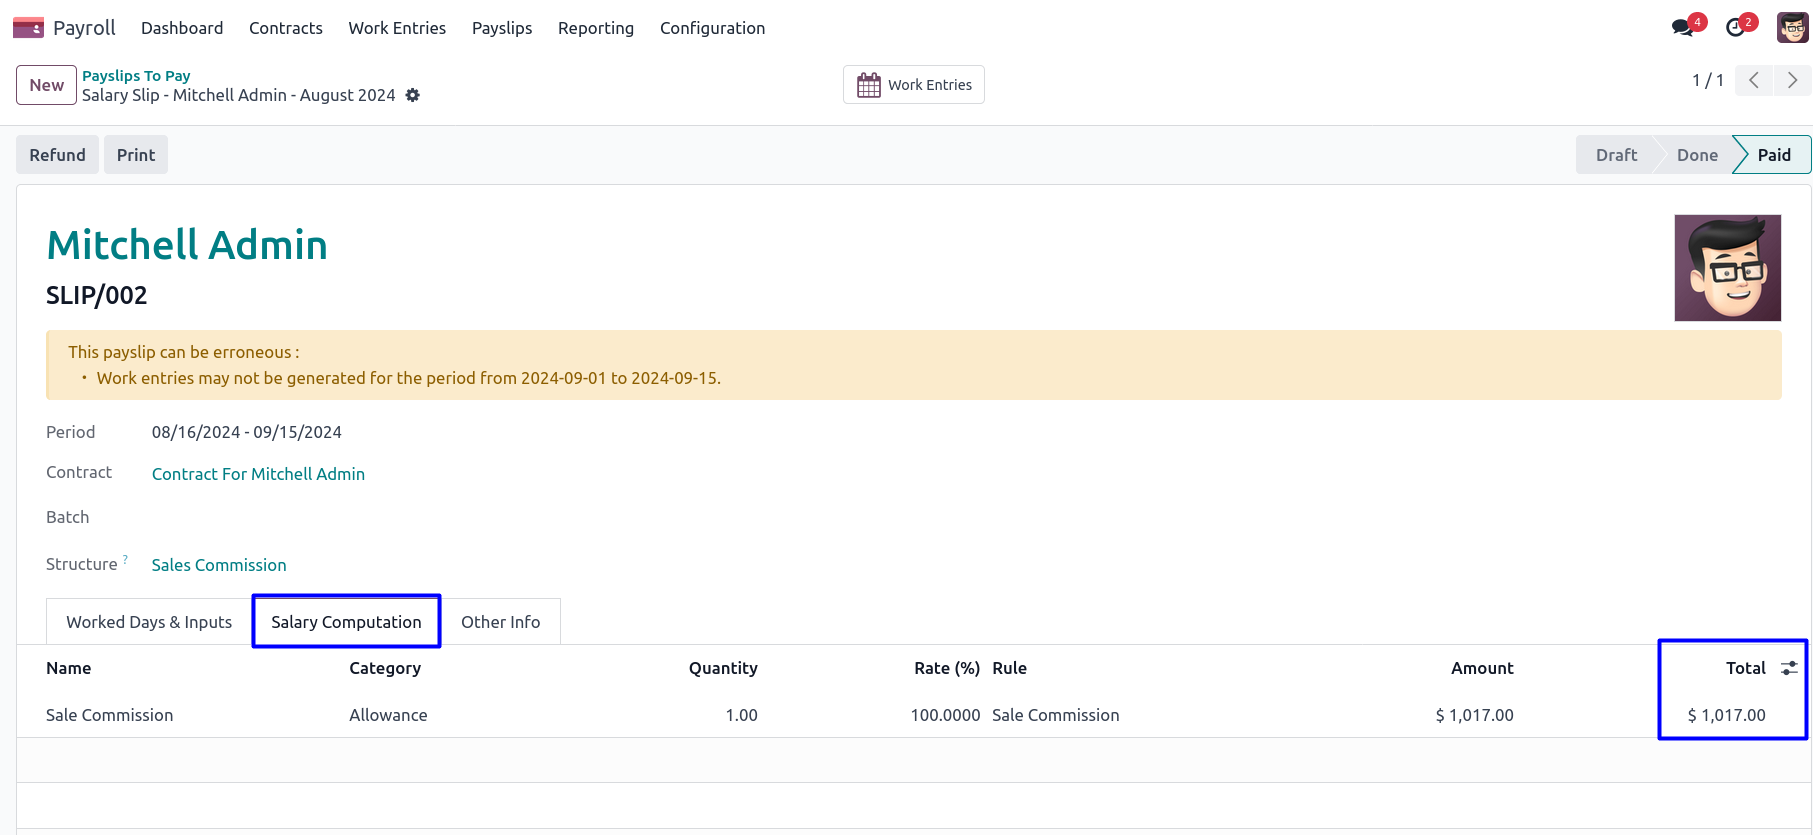 Payroll Dashboard Contracts Work Entries Payslips Reporting Configuration 4 2
New Payslips To Pay
Salary Slip - Mitchell Admin - August 2024
Work Entries
1 / 1
Refund Print Draft Done Paid
Mitchell Admin
SLIP/002
This payslip can be erroneous :
• Work entries may not be generated for the period from 2024-09-01 to 2024-09-15.
Period 08/16/2024 - 09/15/2024
Contract Contract For Mitchell Admin
Batch
Structure ? Sales Commission
Worked Days & Inputs Salary Computation Other Info
Name Category Quantity Rate (%) Rule Amount Total
Sale Commission Allowance 1.00 100.0000 Sale Commission $ 1,017.00 $ 1,017.00